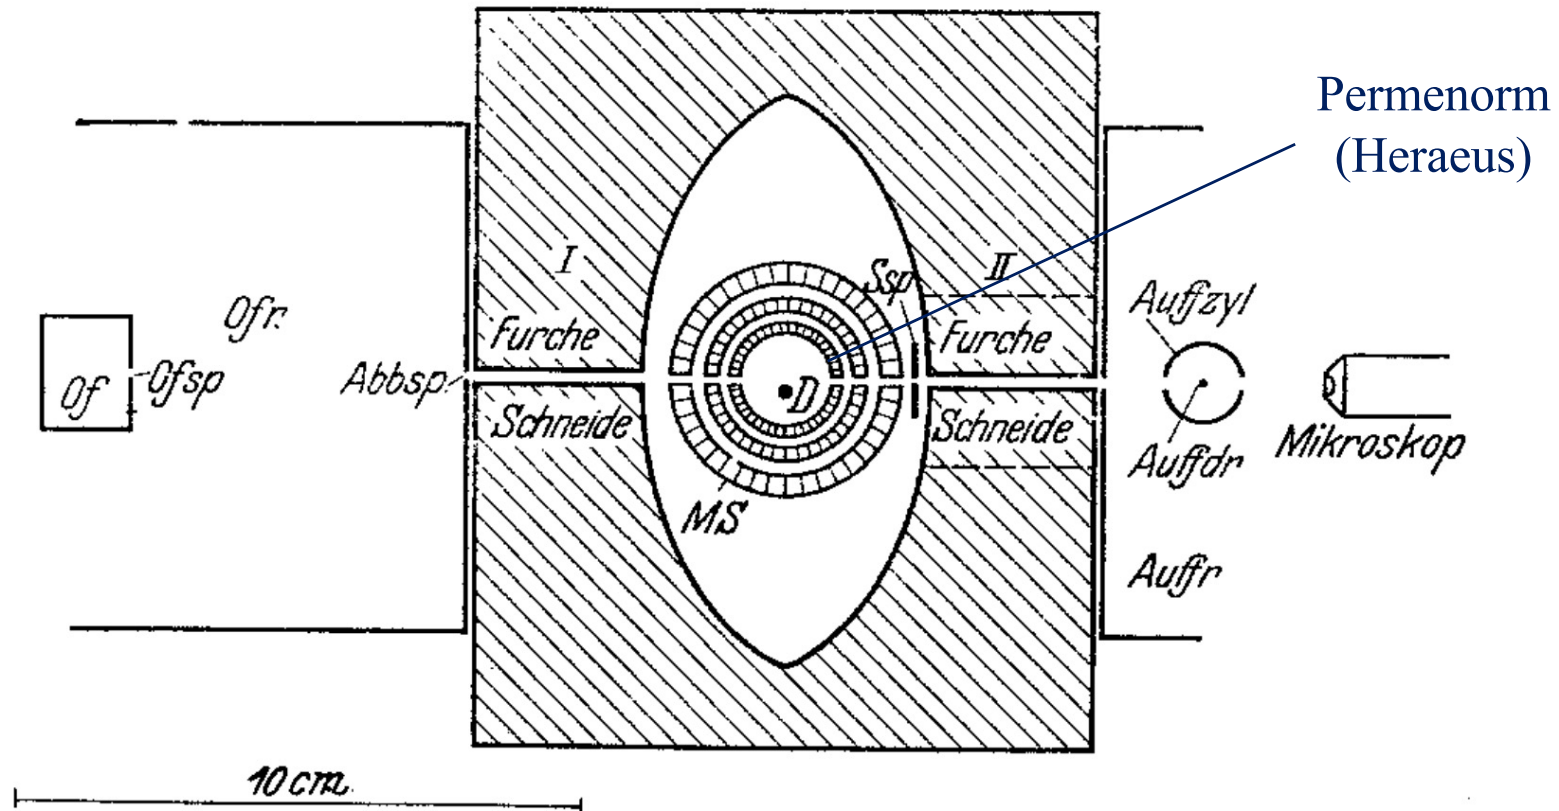 Permenorm
(Heraeus)
I
II
Ssp
Ofr.
Furche
Furche
Auffzyl
Of
Ofsp
Abbsp.
D
Schneide
Schneide
Auffdr
Mikroskop
MS
Auffr
10 cm.